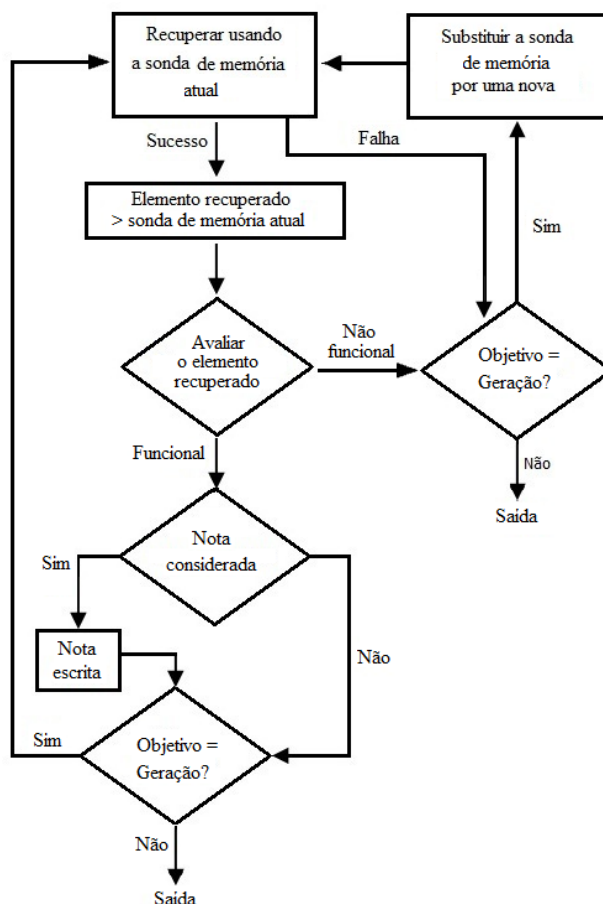 Recuperar usando
a sonda de memória
atual
Substituir a sonda
de memória
por uma nova
Sucesso
Falha
Elemento recuperado
> sonda de memória atual
Sim
Avaliar
o elemento
recuperado
Não
funcional
Objetivo =
Geração?
Funcional
Não
Saída
Nota
considerada
Sim
Nota
escrita
Não
Sim
Objetivo =
Geração?
Não
Saída